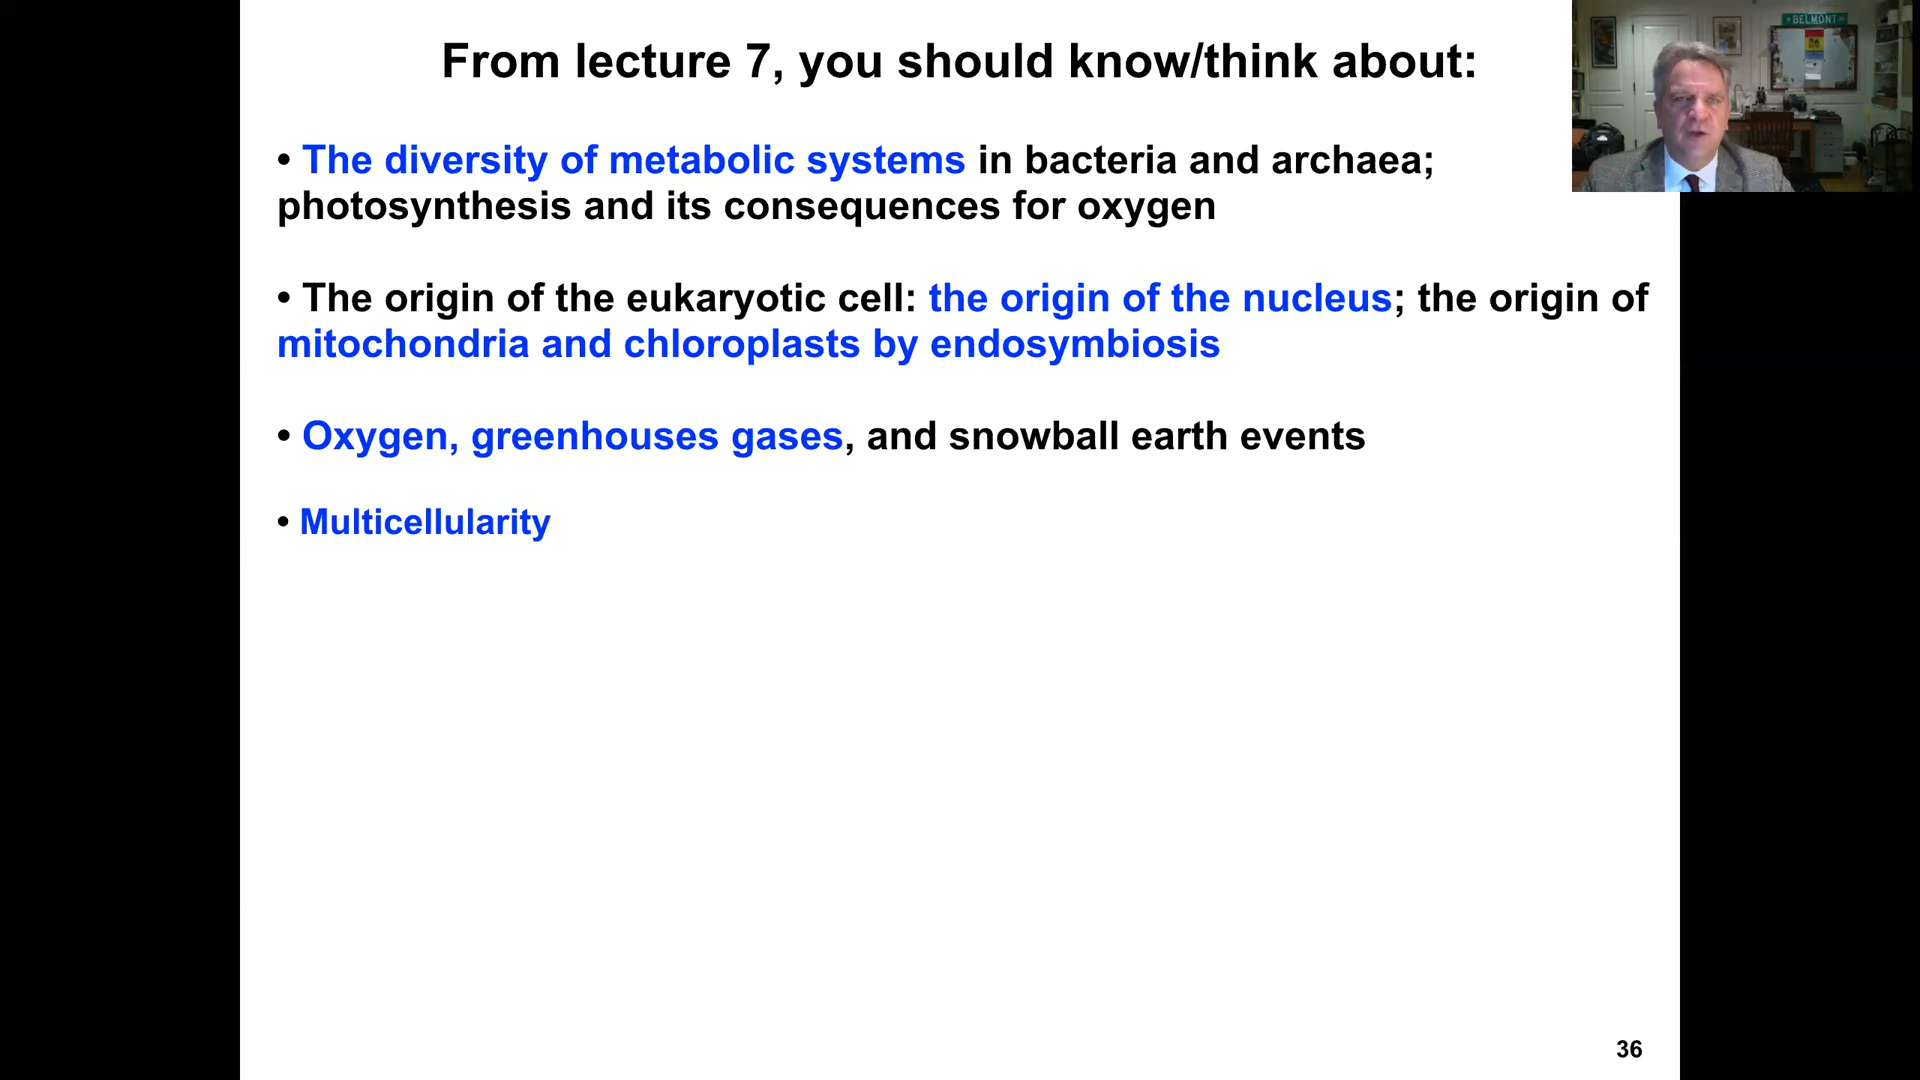 From lecture 7, you should know/think about:
BELMONT
• The diversity of metabolic systems in bacteria and archaea;
photosynthesis and its consequences for oxygen
• The origin of the eukaryotic cell: the origin of the nucleus; the origin of
mitochondria and chloroplasts by endosymbiosis
• Oxygen, greenhouses gases, and snowball earth events
• Multicellularity
36